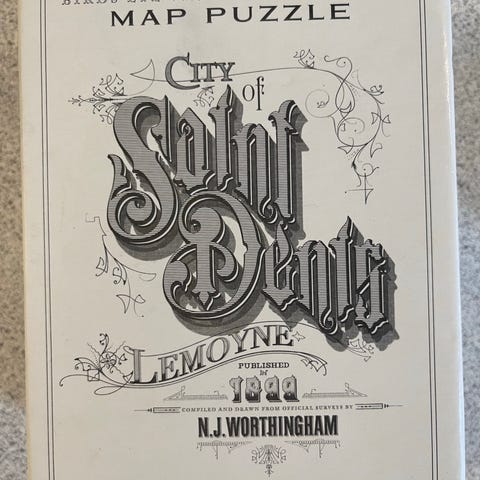 MAP PUZZLE
CITY
of
Saint
Denis
LEMOYNE
PUBLISHED
IN
1899
COMPILED AND DRAWN FROM OFFICIAL SURVEYS BY
N.J. WORTHINGHAM